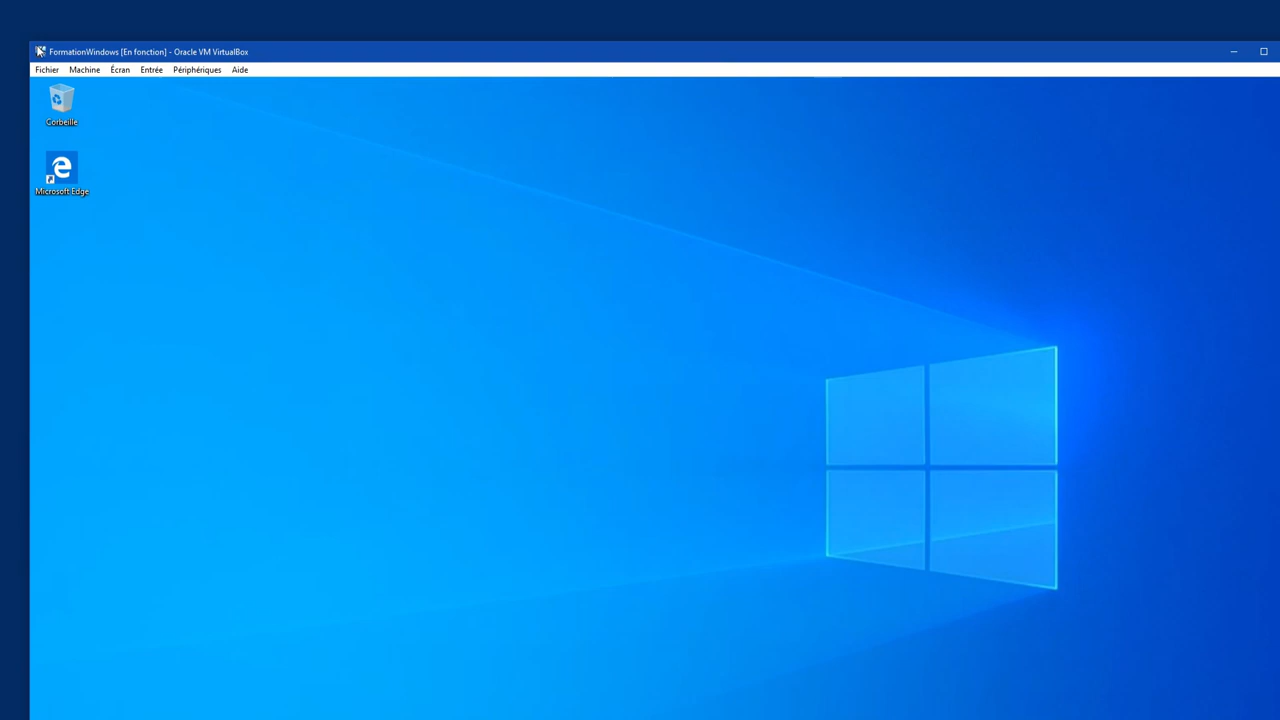 FormationWindows [En fonction] - Oracle VM VirtualBox
Fichier Machine Écran Entrée Périphériques Aide
Corbeille
Microsoft Edge